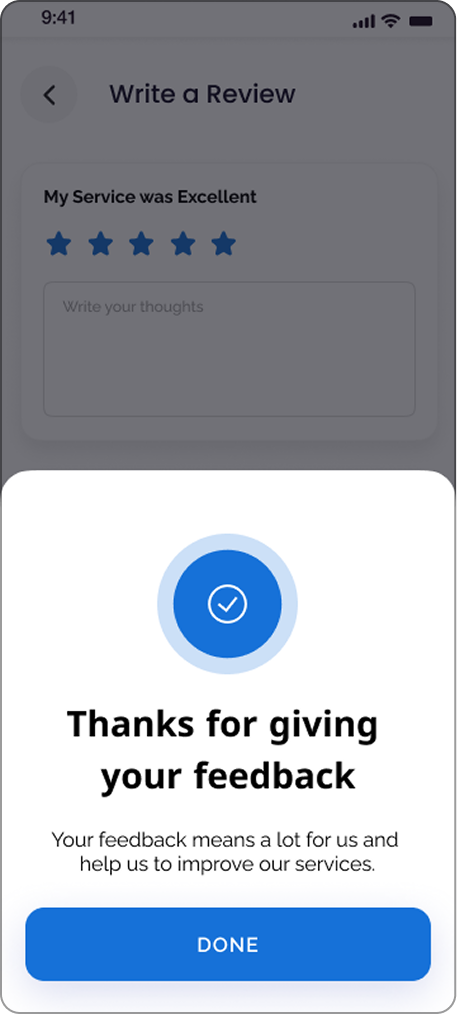 9:41
Write a Review
My Service was Excellent
Write your thoughts
Thanks for giving
your feedback
Your feedback means a lot for us and
help us to improve our services.
DONE